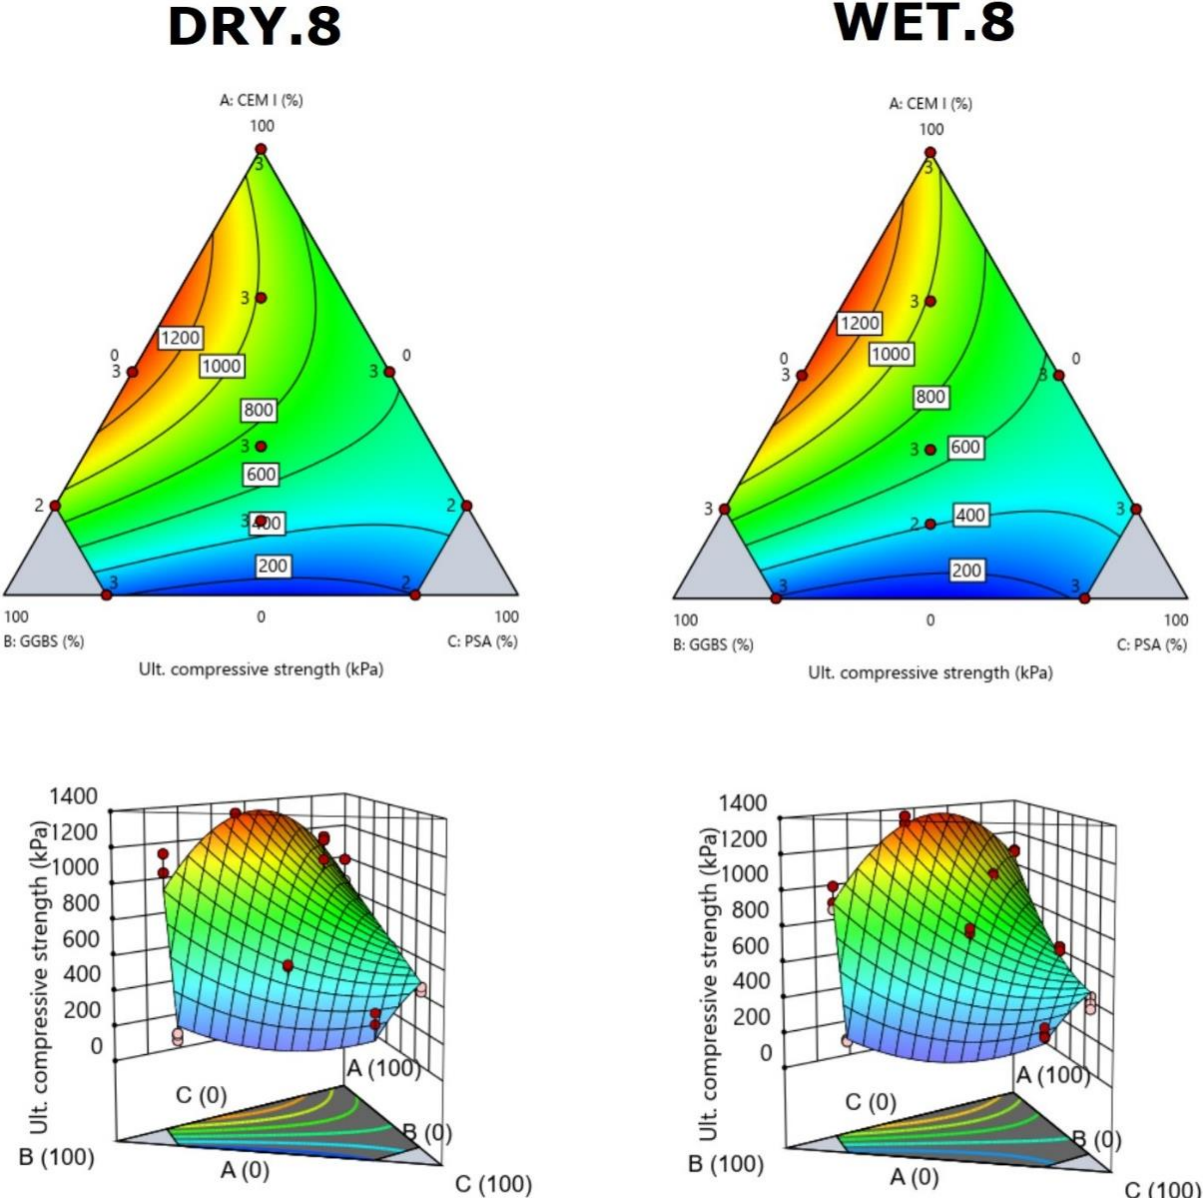 DRY.8 WET.8
A: CEM I (%) A: CEM I (%)
100 100
3 3
3 3
1200 1200
1000 1000
0 0 0 0
3 3 3 3
800 800
3 3
600 600
2 2 3 3
3 400 2 400
200 200
3 2 3 3
100 0 100 100 0 100
B: GGBS (%) C: PSA (%) B: GGBS (%) C: PSA (%)
Ult. compressive strength (kPa) Ult. compressive strength (kPa)
Ult. compressive strength (kPa)
1400
1200
1000
800
600
400
200
0
A (100)
C (0)
B (0)
B (100)
A (0)
C (100)
Ult. compressive strength (kPa)
1400
1200
1000
800
600
400
200
0
A (100)
C (0)
B (0)
B (100)
A (0)
C (100)